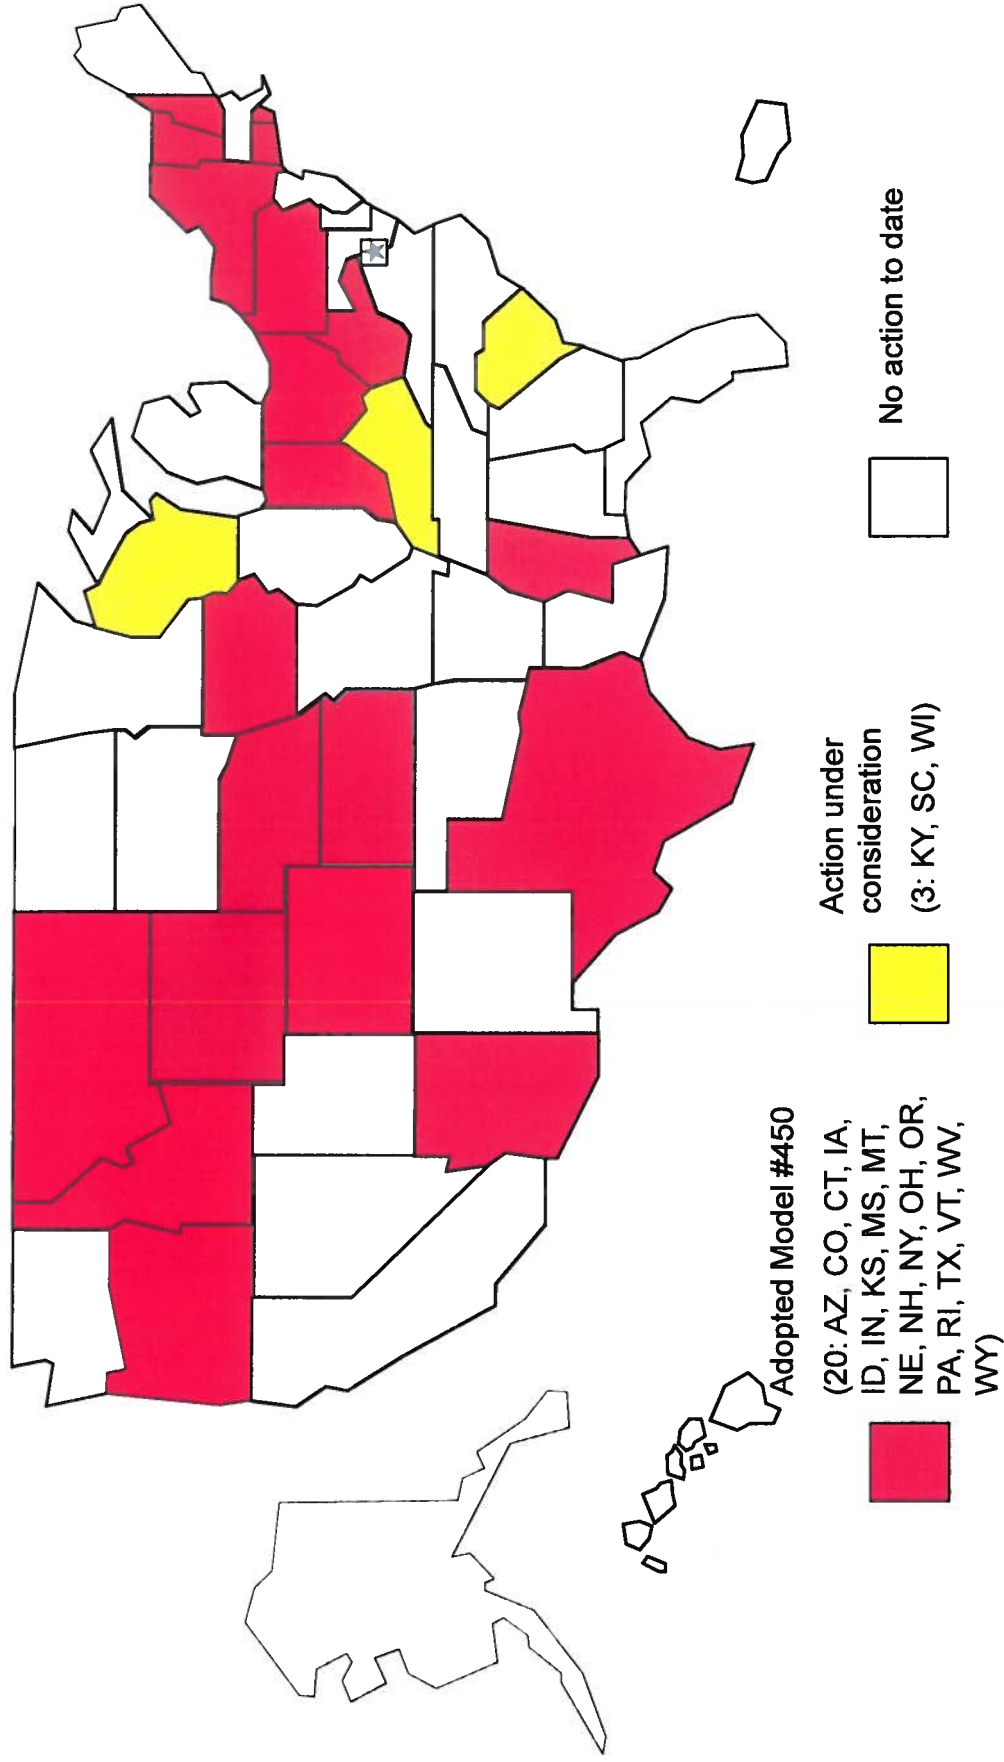 Adopted Model #450
(20: AZ, CO, CT, IA,
ID, IN, KS, MS, MT,
NE, NH, NY, OH, OR,
PA, RI, TX, VT, WV,
WY)
Action under
consideration
(3: KY, SC, WI)
No action to date